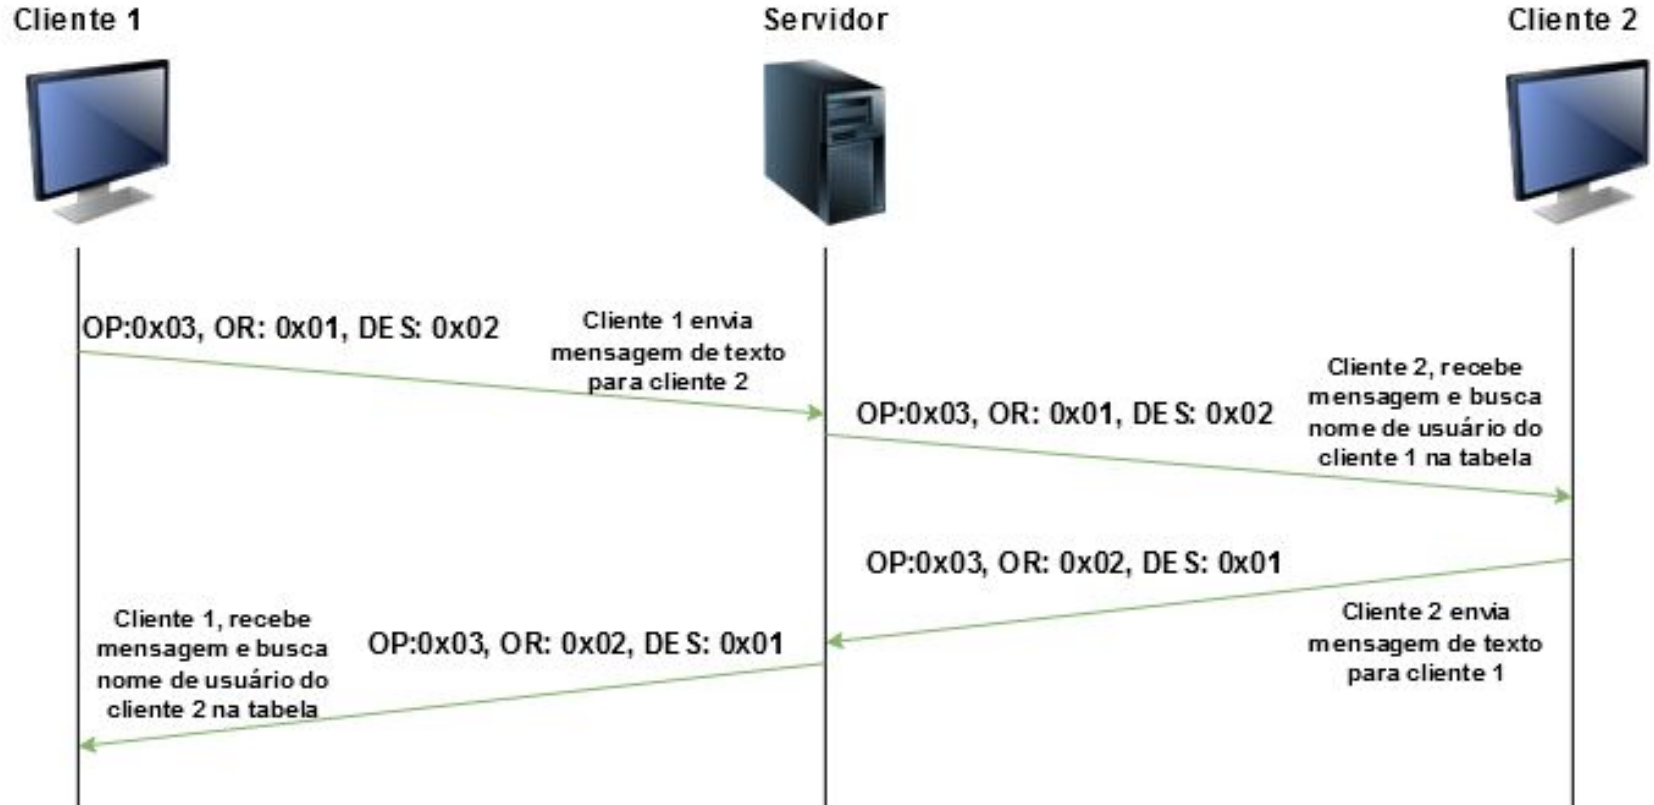 Cliente 1
Servidor
Cliente 2
OP:0x03, OR: 0x01, DES: 0x02
Cliente 1 envia
mensagem de texto
para cliente 2
Cliente 2, recebe
mensagem e busca
nome de usuário do
cliente 1 na tabela
OP:0x03, OR: 0x01, DES: 0x02
OP:0x03, OR: 0x02, DES: 0x01
Cliente 2 envia
mensagem de texto
para cliente 1
Cliente 1, recebe
mensagem e busca
nome de usuário do
cliente 2 na tabela
OP:0x03, OR: 0x02, DES: 0x01